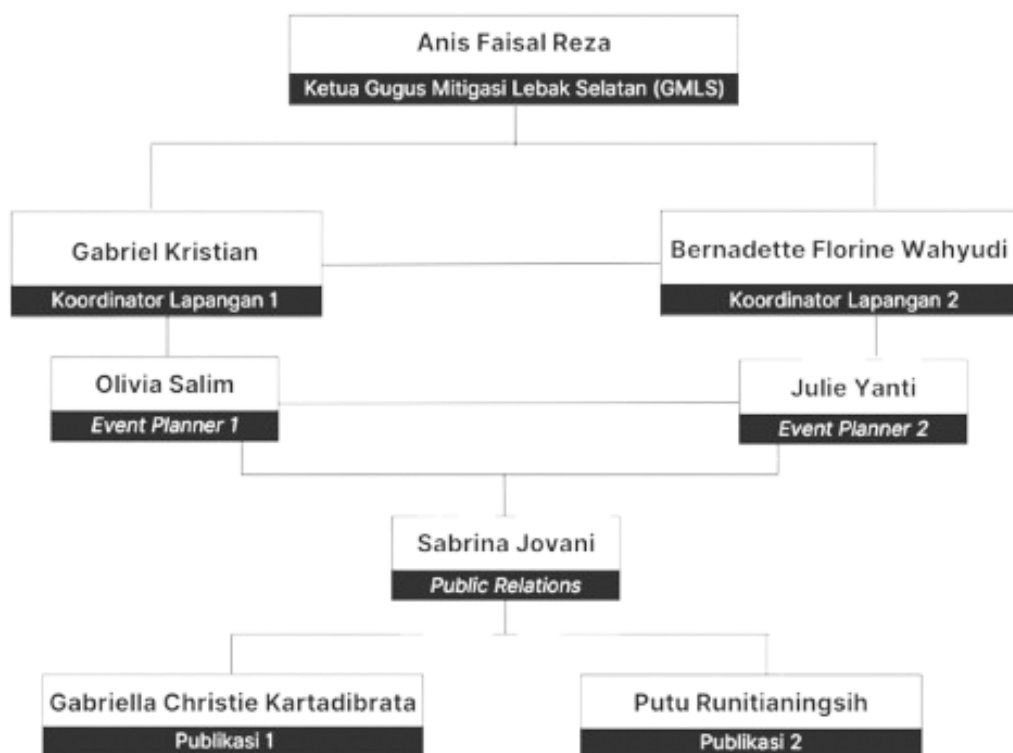 Anis Faisal Reza
Ketua Gugus Mitigasi Lebak Selatan (GMLS)
Gabriel Kristian
Koordinator Lapangan 1
Bernadette Florine Wahyudi
Koordinator Lapangan 2
Olivia Salim
Event Planner 1
Julie Yanti
Event Planner 2
Sabrina Jovani
Public Relations
Gabriella Christie Kartadibrata
Publikasi 1
Putu Runitianingsih
Publikasi 2